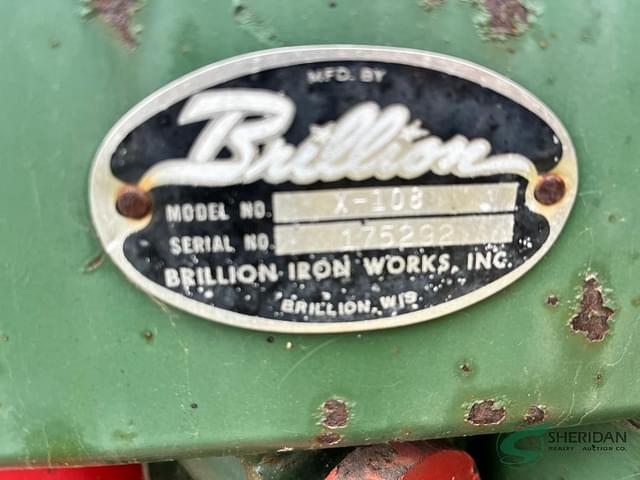 MFD. BY
Brillion
MODEL NO. X-108
SERIAL NO. 175292
BRILLION IRON WORKS, INC.
BRILLION, WIS.
SHERIDAN
REALTY AUCTION CO.